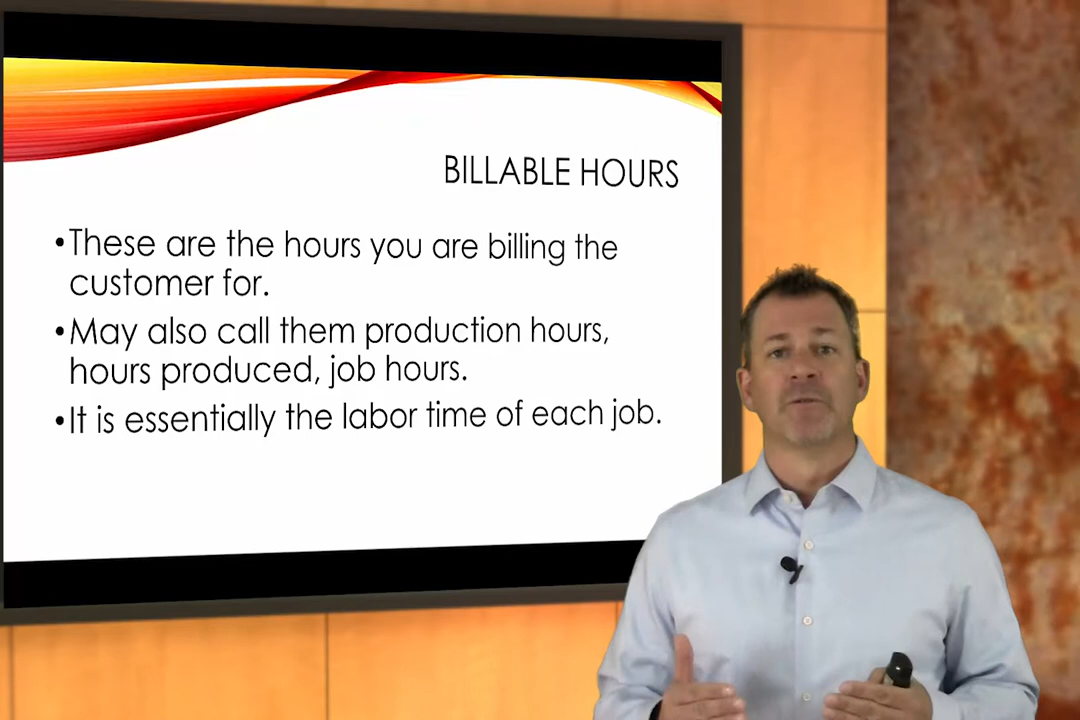 BILLABLE HOURS
•These are the hours you are billing the
customer for.
•May also call them production hours,
hours produced, job hours.
•It is essentially the labor time of each job.